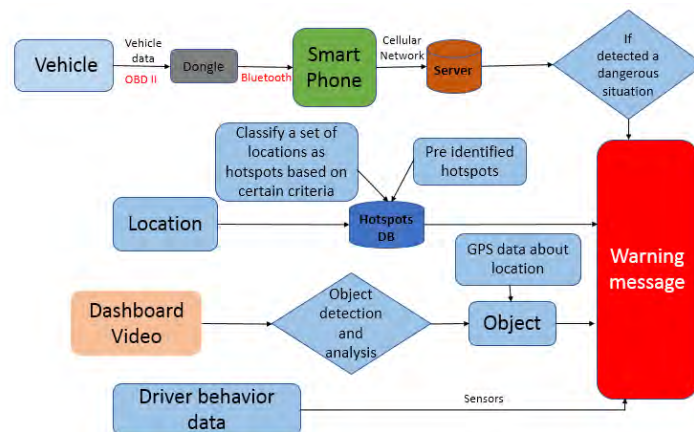 Vehicle
Vehicle
data
OBD II
Dongle
Bluetooth
Smart
Phone
Cellular
Network
Server
If
detected a
dangerous
situation
Classify a set of
locations as
hotspots based on
certain criteria
Pre identified
hotspots
Location
Hotspots
DB
GPS data about
location
Warning
message
Dashboard
Video
Object
detection
and
analysis
Object
Driver behavior
data
Sensors